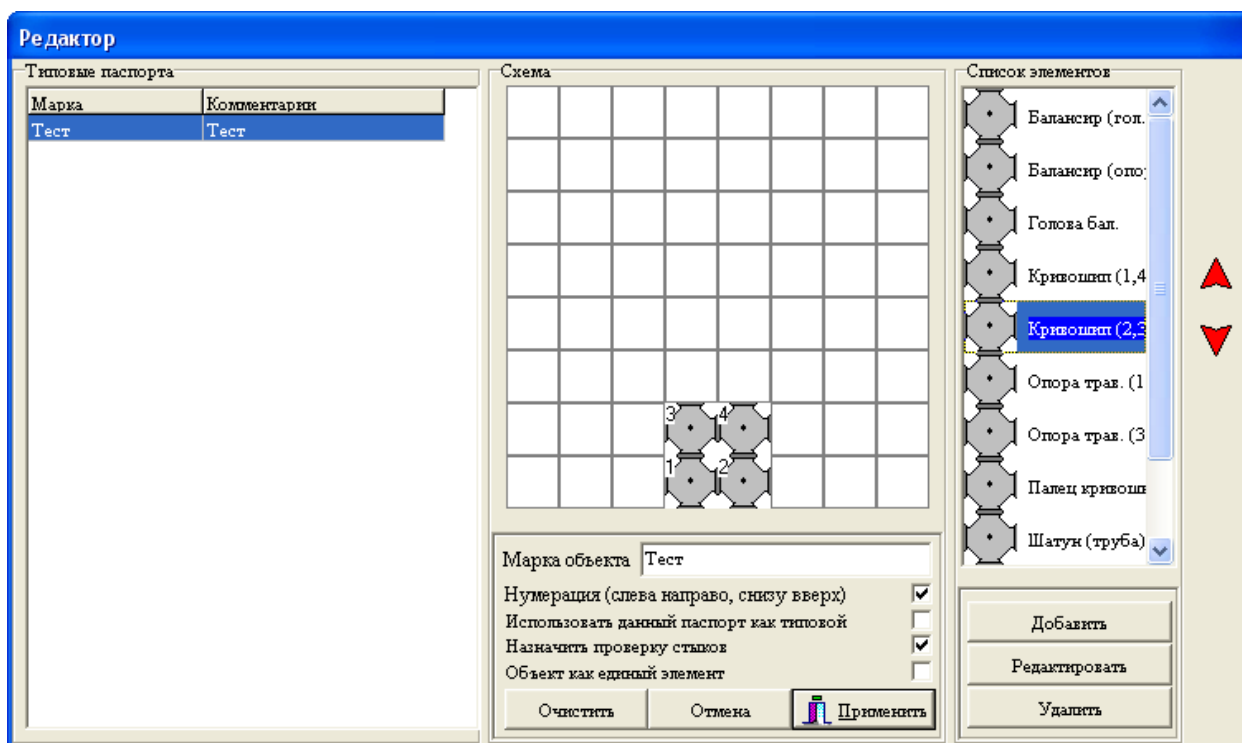 Редактор
Типовые паспорта
Марка Комментарии
Тест Тест
Схема
3 4
1 2
Марка объекта Тест
Нумерация (слева направо, снизу вверх)
Использовать данный паспорт как типовой
Назначить проверку стыков
Объект как единый элемент
Очистить Отмена Применить
Список элементов
Балансир (гол.
Балансир (опо
Голова бал.
Кривошип (1,4
Кривошип (2,3
Опора трав. (1
Опора трав. (3
Палец кривоши
Шатун (труба)
Добавить
Редактировать
Удалить